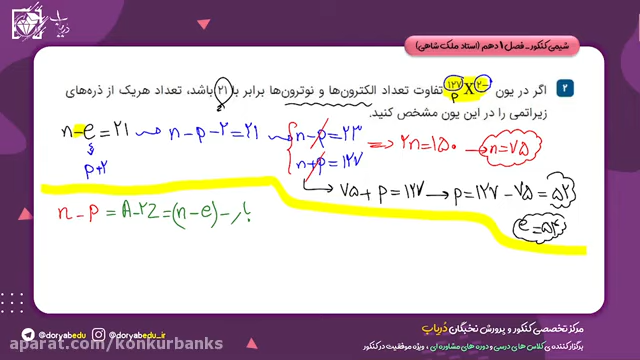 دریاب
شیمی کنکور - فصل ۱ دهم (استاد ملک شاهی)
۲ اگر در یون ¹²⁷X²⁻ تفاوت تعداد الکترون‌ها و نوترون‌ها برابر با ۲۱ باشد، تعداد هریک از ذره‌های
زیراتمی را در این یون مشخص کنید.
p
n-e=۲۱ → n-p-۲=۲۱ { n-p=۲۳
n+p=۱۲۷ ⇒ ۲n=۱۵۰ → n=۷۵
p+۲
→ ۷۵+p=۱۲۷ → p=۱۲۷-۷۵=۵۲
e=۵۴
n-p=A-۲Z=(n-e)-بار
مرکز تخصصی کنکور و پرورش نخبگان دُریاب
برگزارکننده ی کلاس های درسی و دوره های مشاوره ای ، ویژه موفقیت در کنکور
@doryabedu @doryabedu_ir
aparat.com/konkurbanks